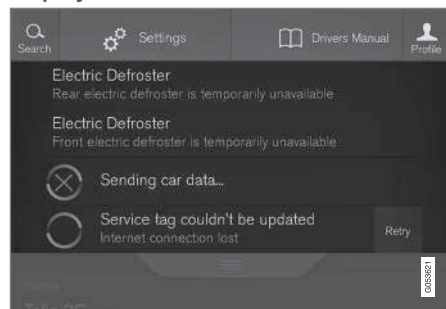 Search
Settings
Drivers Manual
Profile
Electric Defroster
Rear electric defroster is temporarily unavailable
Electric Defroster
Front electric defroster is temporarily unavailable
Sending car data...
Service tag couldn't be updated
Internet connection lost
Retry
G053621